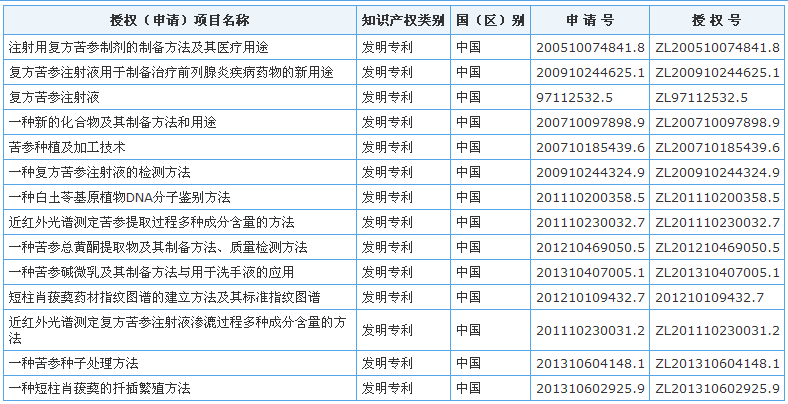 授权（申请）项目名称 知识产权类别 国（区）别 申 请 号 授 权 号
注射用复方苦参制剂的制备方法及其医疗用途 发明专利 中国 200510074841.8 ZL200510074841.8
复方苦参注射液用于制备治疗前列腺炎疾病药物的新用途 发明专利 中国 200910244625.1 ZL200910244625.1
复方苦参注射液 发明专利 中国 97112532.5 ZL97112532.5
一种新的化合物及其制备方法和用途 发明专利 中国 200710097898.9 ZL200710097898.9
苦参种植及加工技术 发明专利 中国 200710185439.6 ZL200710185439.6
一种复方苦参注射液的检测方法 发明专利 中国 200910244324.9 ZL200910244324.9
一种白土苓基原植物DNA分子鉴别方法 发明专利 中国 201110200358.5 ZL201110200358.5
近红外光谱测定苦参提取过程多种成分含量的方法 发明专利 中国 201110230032.7 ZL201110230032.7
一种苦参总黄酮提取物及其制备方法、质量检测方法 发明专利 中国 201210469050.5 ZL201210469050.5
一种苦参碱微乳及其制备方法与用于洗手液的应用 发明专利 中国 201310407005.1 ZL201310407005.1
短柱肖菝葜药材指纹图谱的建立方法及其标准指纹图谱 发明专利 中国 201210109432.7 201210109432.7
近红外光谱测定复方苦参注射液渗漉过程多种成分含量的方
法 发明专利 中国 201110230031.2 ZL201110230031.2
一种苦参种子处理方法 发明专利 中国 201310604148.1 ZL201310604148.1
一种短柱肖菝葜的扦插繁殖方法 发明专利 中国 201310602925.9 ZL201310602925.9